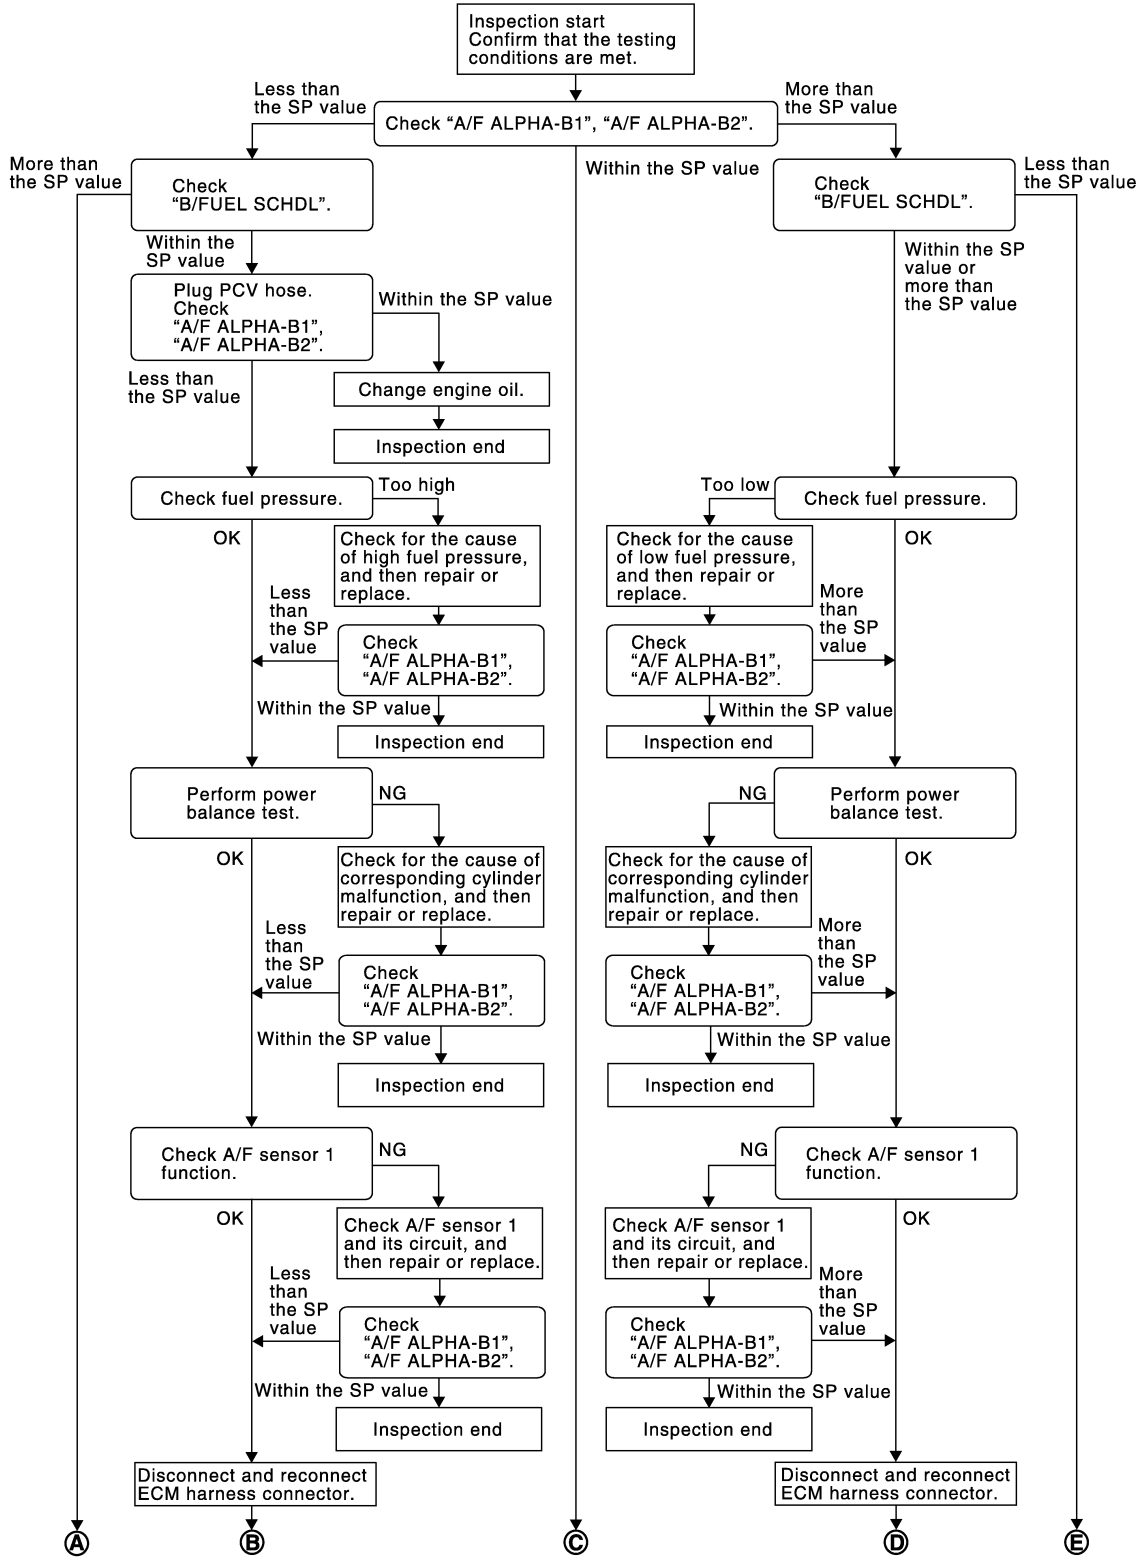 Inspection start
Confirm that the testing
conditions are met.
Less than
the SP value
More than
the SP value
Check “A/F ALPHA-B1”, “A/F ALPHA-B2”.
More than
the SP value
Within the SP value
Less than
the SP value
Check
“B/FUEL SCHDL”.
Check
“B/FUEL SCHDL”.
Within the
SP value
Within the SP
value or
more than
the SP value
Plug PCV hose.
Check
“A/F ALPHA-B1”,
“A/F ALPHA-B2”.
Within the SP value
Less than
the SP value
Change engine oil.
Inspection end
Check fuel pressure.
Too high
Too low
Check fuel pressure.
OK
OK
Check for the cause
of high fuel pressure,
and then repair or
replace.
Check for the cause
of low fuel pressure,
and then repair or
replace.
Less
than
the SP
value
More
than
the SP
value
Check
“A/F ALPHA-B1”,
“A/F ALPHA-B2”.
Check
“A/F ALPHA-B1”,
“A/F ALPHA-B2”.
Within the SP value
Within the SP value
Inspection end
Inspection end
Perform power
balance test.
NG
NG
Perform power
balance test.
OK
OK
Check for the cause of
corresponding cylinder
malfunction, and then
repair or replace.
Check for the cause of
corresponding cylinder
malfunction, and then
repair or replace.
Less
than
the SP
value
More
than
the SP
value
Check
“A/F ALPHA-B1”,
“A/F ALPHA-B2”.
Check
“A/F ALPHA-B1”,
“A/F ALPHA-B2”.
Within the SP value
Within the SP value
Inspection end
Inspection end
Check A/F sensor 1
function.
NG
NG
Check A/F sensor 1
function.
OK
OK
Check A/F sensor 1
and its circuit, and
then repair or replace.
Check A/F sensor 1
and its circuit, and
then repair or replace.
Less
than
the SP
value
More
than
the SP
value
Check
“A/F ALPHA-B1”,
“A/F ALPHA-B2”.
Check
“A/F ALPHA-B1”,
“A/F ALPHA-B2”.
Within the SP value
Within the SP value
Inspection end
Inspection end
Disconnect and reconnect
ECM harness connector.
Disconnect and reconnect
ECM harness connector.
A
B
C
D
E